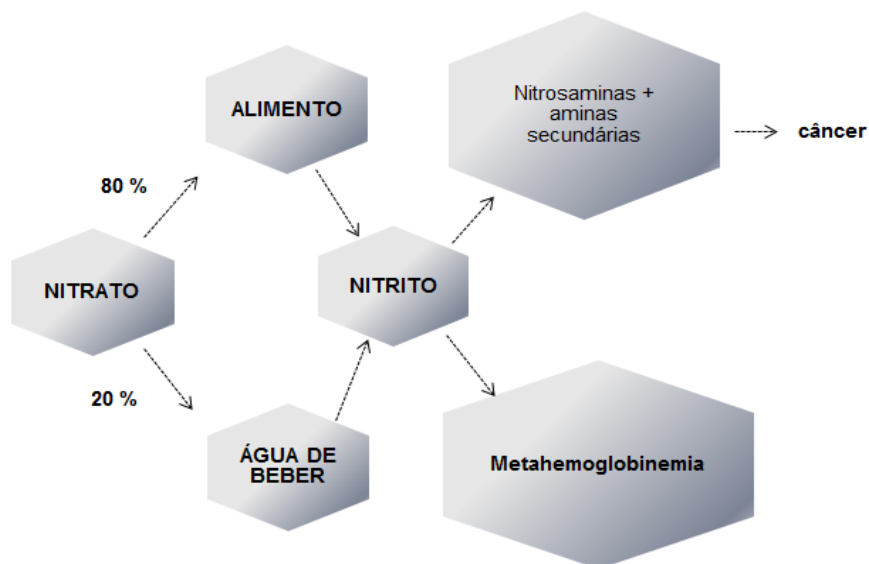 ALIMENTO
Nitrosaminas +
aminas
secundárias
câncer
80 %
NITRATO
NITRITO
20 %
ÁGUA DE
BEBER
Metahemoglobinemia